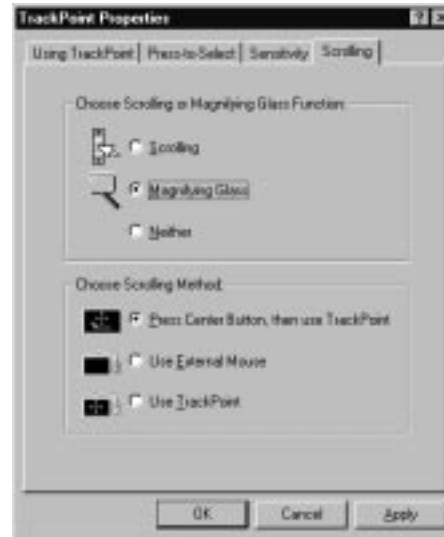 TrackPoint Properties
Using TrackPoint Press-to-Select Sensitivity Scrolling
Choose Scrolling or Magnifying Glass Function:
Scrolling
Magnifying Glass
Neither
Choose Scrolling Method:
Press Center Button, then use TrackPoint
Use External Mouse
Use TrackPoint
OK Cancel Apply